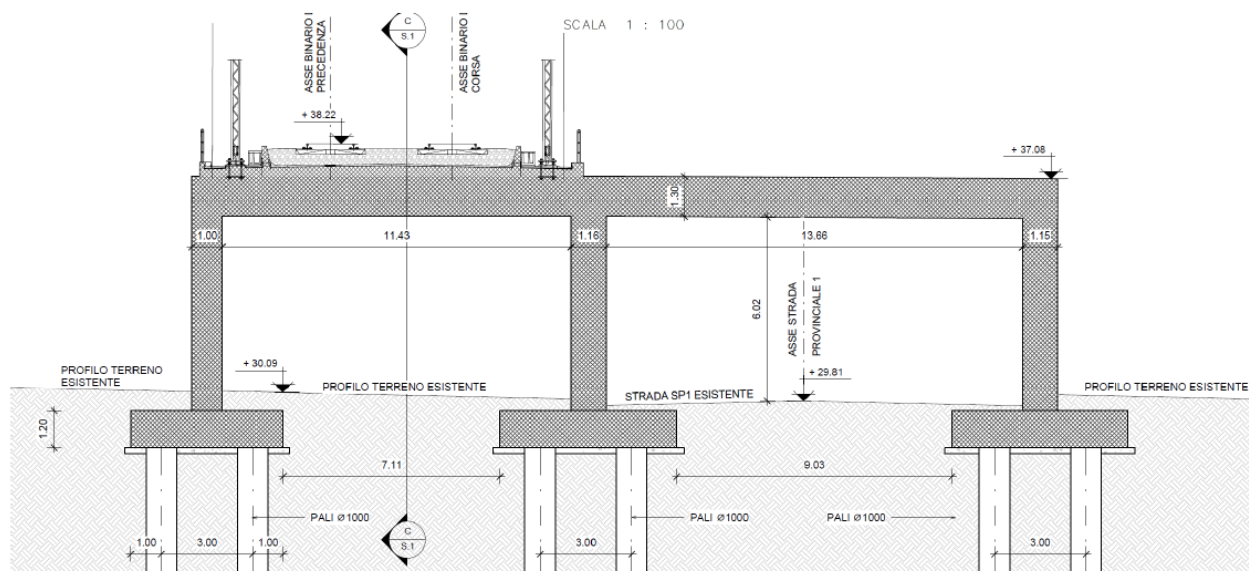 SCALA 1 : 100
C
S.1
ASSE BINARIO DI
PRECEDENZA
ASSE BINARIO DI
CORSA
+ 38.22
+ 37.08
1.30
1.00
11.43
1.16
13.66
1.15
6.02
ASSE STRADA
PROVINCIALE 1
PROFILO TERRENO
ESISTENTE
+ 30.09
PROFILO TERRENO ESISTENTE
STRADA SP1 ESISTENTE
+ 29.81
PROFILO TERRENO ESISTENTE
1.20
7.11
9.03
PALI Ø1000
PALI Ø1000
PALI Ø1000
C
S.1
1.00
3.00
1.00
3.00
3.00